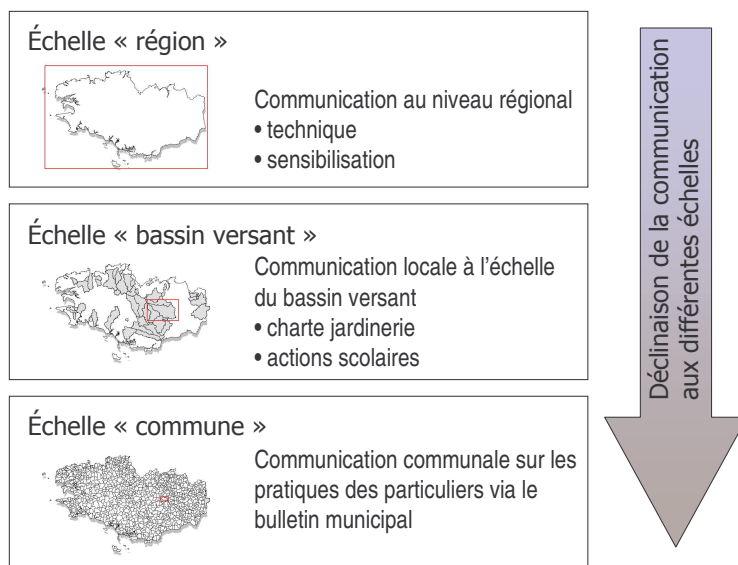 Échelle « région »
Communication au niveau régional
• technique
• sensibilisation
Échelle « bassin versant »
Communication locale à l’échelle
du bassin versant
• charte jardinerie
• actions scolaires
Échelle « commune »
Communication communale sur les
pratiques des particuliers via le
bulletin municipal
Déclinaison de la communication
aux différentes échelles